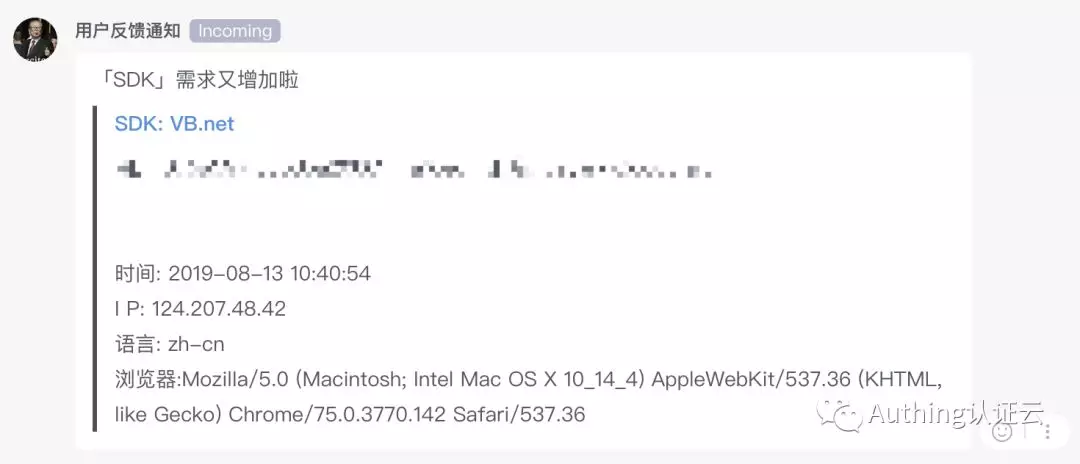 用户反馈通知 Incoming
「SDK」需求又增加啦
SDK: VB.net
时间: 2019-08-13 10:40:54
I P: 124.207.48.42
语言: zh-cn
浏览器:Mozilla/5.0 (Macintosh; Intel Mac OS X 10_14_4) AppleWebKit/537.36 (KHTML,
like Gecko) Chrome/75.0.3770.142 Safari/537.36
Authing认证云